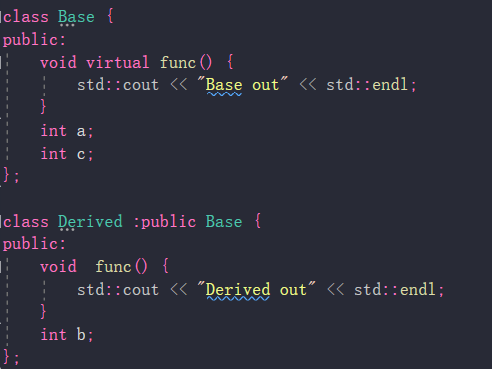 class Base {
public:
    void virtual func() {
        std::cout << "Base out" << std::endl;
    }
    int a;
    int c;
};

class Derived :public Base {
public:
    void  func() {
        std::cout << "Derived out" << std::endl;
    }
    int b;
};